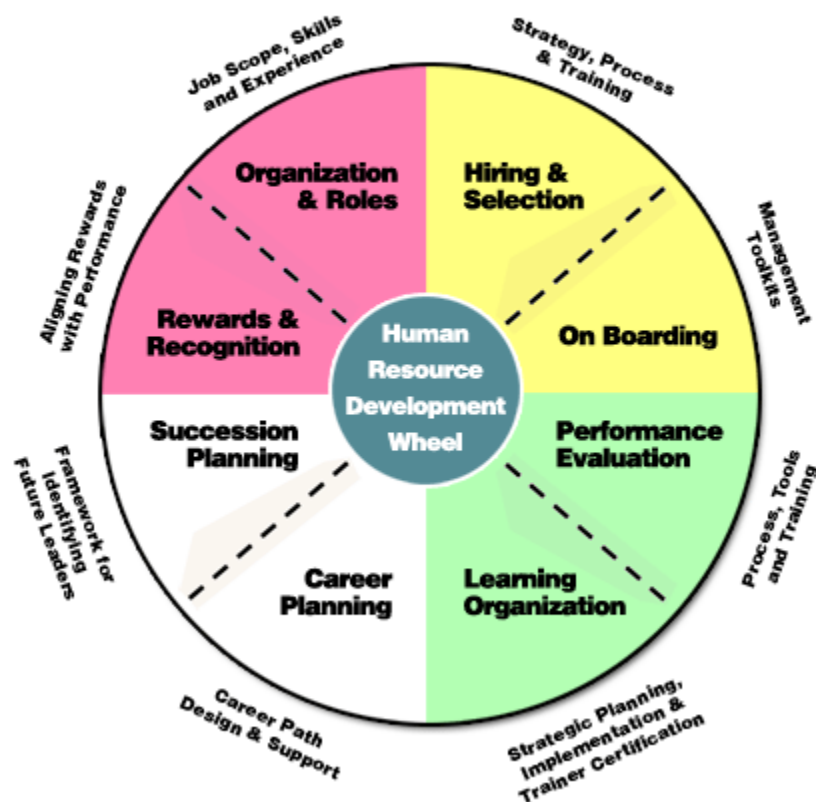 Job Scope, Skills
and Experience
Strategy, Process
& Training
Organization
& Roles
Hiring &
Selection
Aligning Rewards
with Performance
Management
Toolkits
Rewards &
Recognition
On Boarding
Human
Resource
Development
Wheel
Succession
Planning
Performance
Evaluation
Framework for
Identifying
Future Leaders
Process, Tools
and Training
Career
Planning
Learning
Organization
Career Path
Design & Support
Strategic Planning,
Implementation &
Trainer Certification